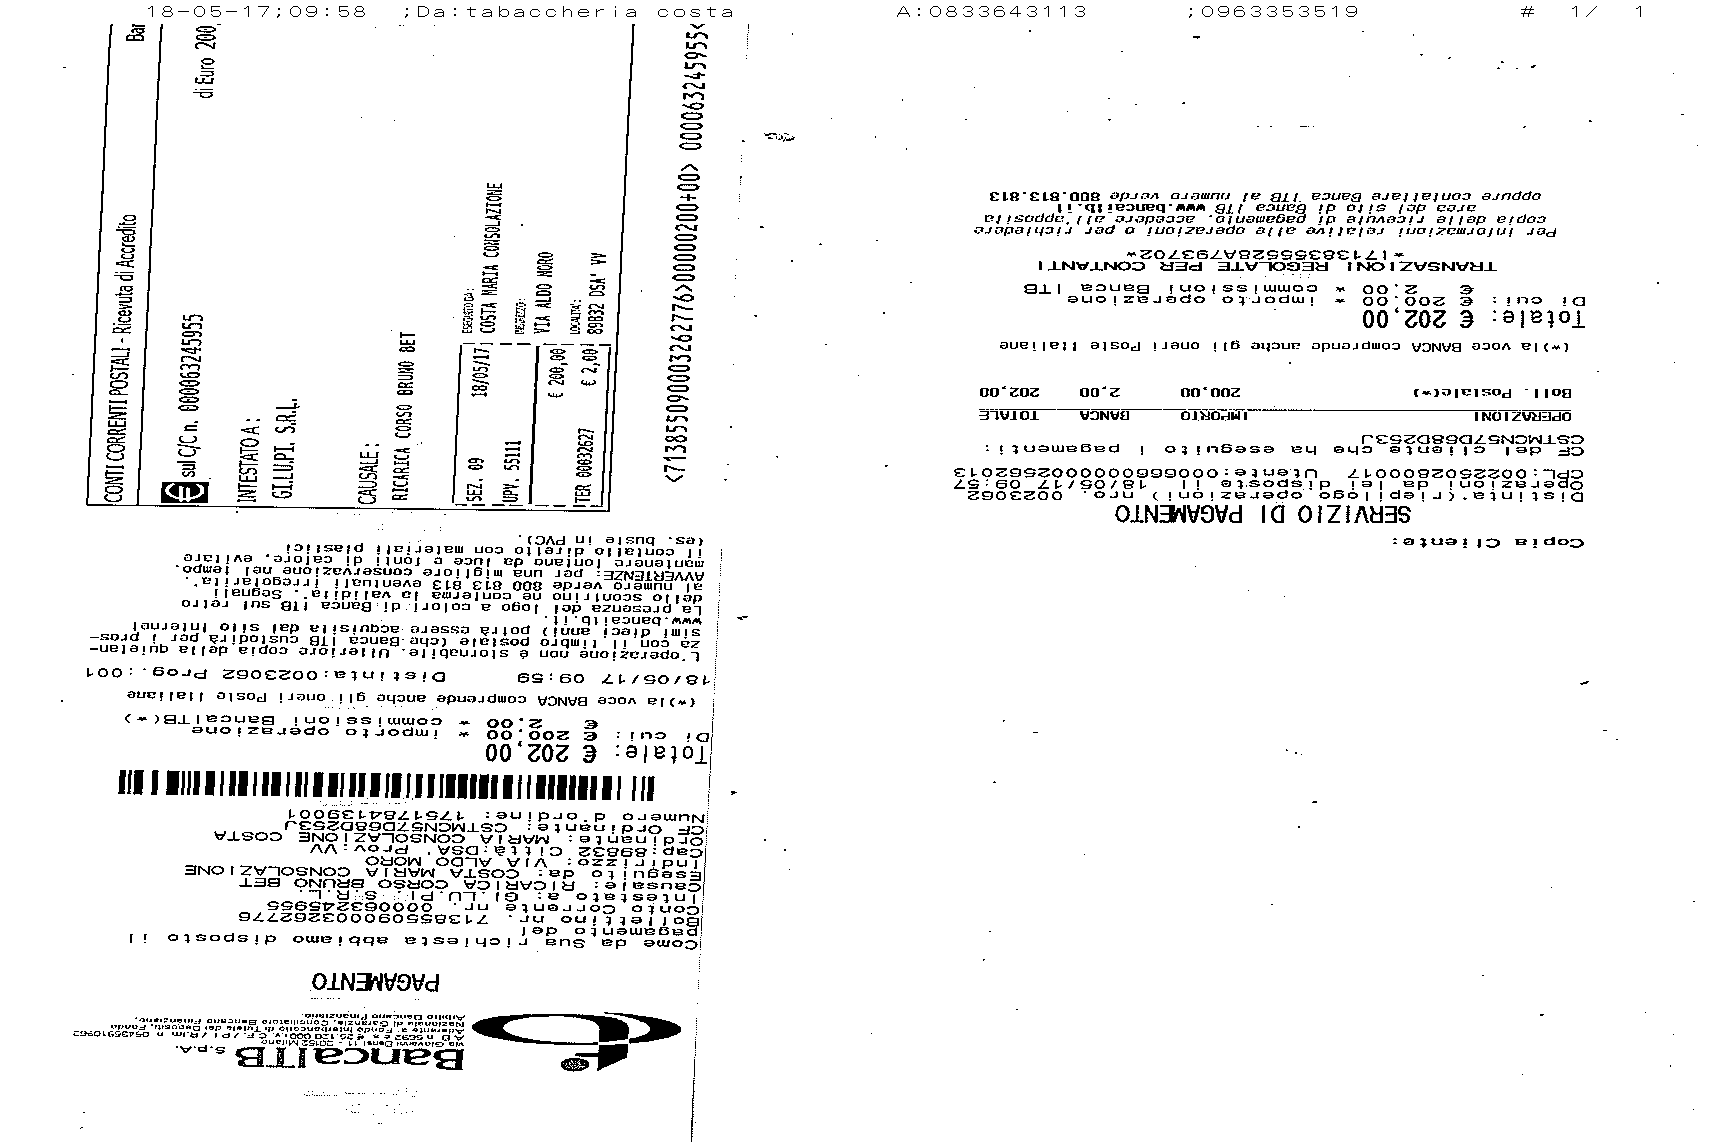 18-05-17;09:58 ;Da:tabaccheria costa A:0833643113 ;0963353519 # 1/ 1
CONTI CORRENTI POSTALI - Ricevuta di Accredito Ban
sul C/C n. 000063245955 di Euro 200,
INTESTATO A:
GI.LU.PI. S.R.L.
CAUSALE:
RICARICA CORSO BRUNO BET
SEZ. 09 18/05/17
UPV. 55111
€ 200,00
TER 00032627 € 2,00
ESEGUITO DA:
COSTA MARIA CONSOLAZIONE
INDIRIZZO:
VIA ALDO MORO
LOCALITA':
89832 DSA' VV
<713855090003262776>00000200+00> 000063245955<
BancaITB S.p.A.
PAGAMENTO
Come da Sua richiesta abbiamo disposto il
pagamento del
Bollettino nr. 713855090003262776
Conto Corrente nr. 000063245955
Intestato a: GI.LU.PI. S.R.L.
Causale: RICARICA CORSO BRUNO BET
Eseguito da: COSTA MARIA CONSOLAZIONE
Indirizzo: VIA ALDO MORO
Cap:89832 Citta:DSA' Prov:VV
Ordinante: MARIA CONSOLAZIONE COSTA
CF Ordinante: CSTMCN57D68D253J
Numero d'ordine: 1751784139001
Totale: € 202,00
Di cui: € 200.00 * importo operazione
€ 2.00 * commissioni BancaITB(*)
(*)la voce BANCA comprende anche gli oneri Poste Italiane
18/05/17 09:59 Distinta:0023062 Prog.:001
L'operazione non è stornabile. Ulteriore copia della quietan-
za con il timbro postale (che Banca ITB custodirà per i pros-
simi dieci anni) potrà essere acquisita dal sito internet
www.bancaitb.it.
La presenza del logo a colori di Banca ITB sul retro
dello scontrino ne conferma la validita'. Segnali
al numero verde 800 813 813 eventuali irregolarita'.
AVVERTENZE: per una migliore conservazione nel tempo,
mantenere lontano da luce e fonti di calore, evitare
il contatto diretto con materiali plastici
(es. buste in PVC).
Copia Cliente:
SERVIZIO DI PAGAMENTO
Distinta.(riepilogo operazioni) nro. 0023062
Operazioni da lei disposte il 18/05/17 09:57
CPL:00225020800017 Utente:0006600000002562013
CF del cliente che ha eseguito i pagamenti:
CSTMCN57D68D253J
OPERAZIONI IMPORTO BANCA TOTALE
Boll. Postale(*) 200,00 2,00 202,00
(*)la voce BANCA comprende anche gli oneri Poste Italiane
Totale: € 202,00
Di cui: € 200.00 * importo operazione
€ 2.00 * commissioni Banca ITB
TRANSAZIONI REGOLATE PER CONTANTI
*17138355528A793702*
Per informazioni relative alle operazioni o per richiedere
copia delle ricevute di pagamento, accedere all'apposita
area del sito di Banca ITB www.bancaitb.it
oppure contattare Banca ITB al numero verde 800.813.813